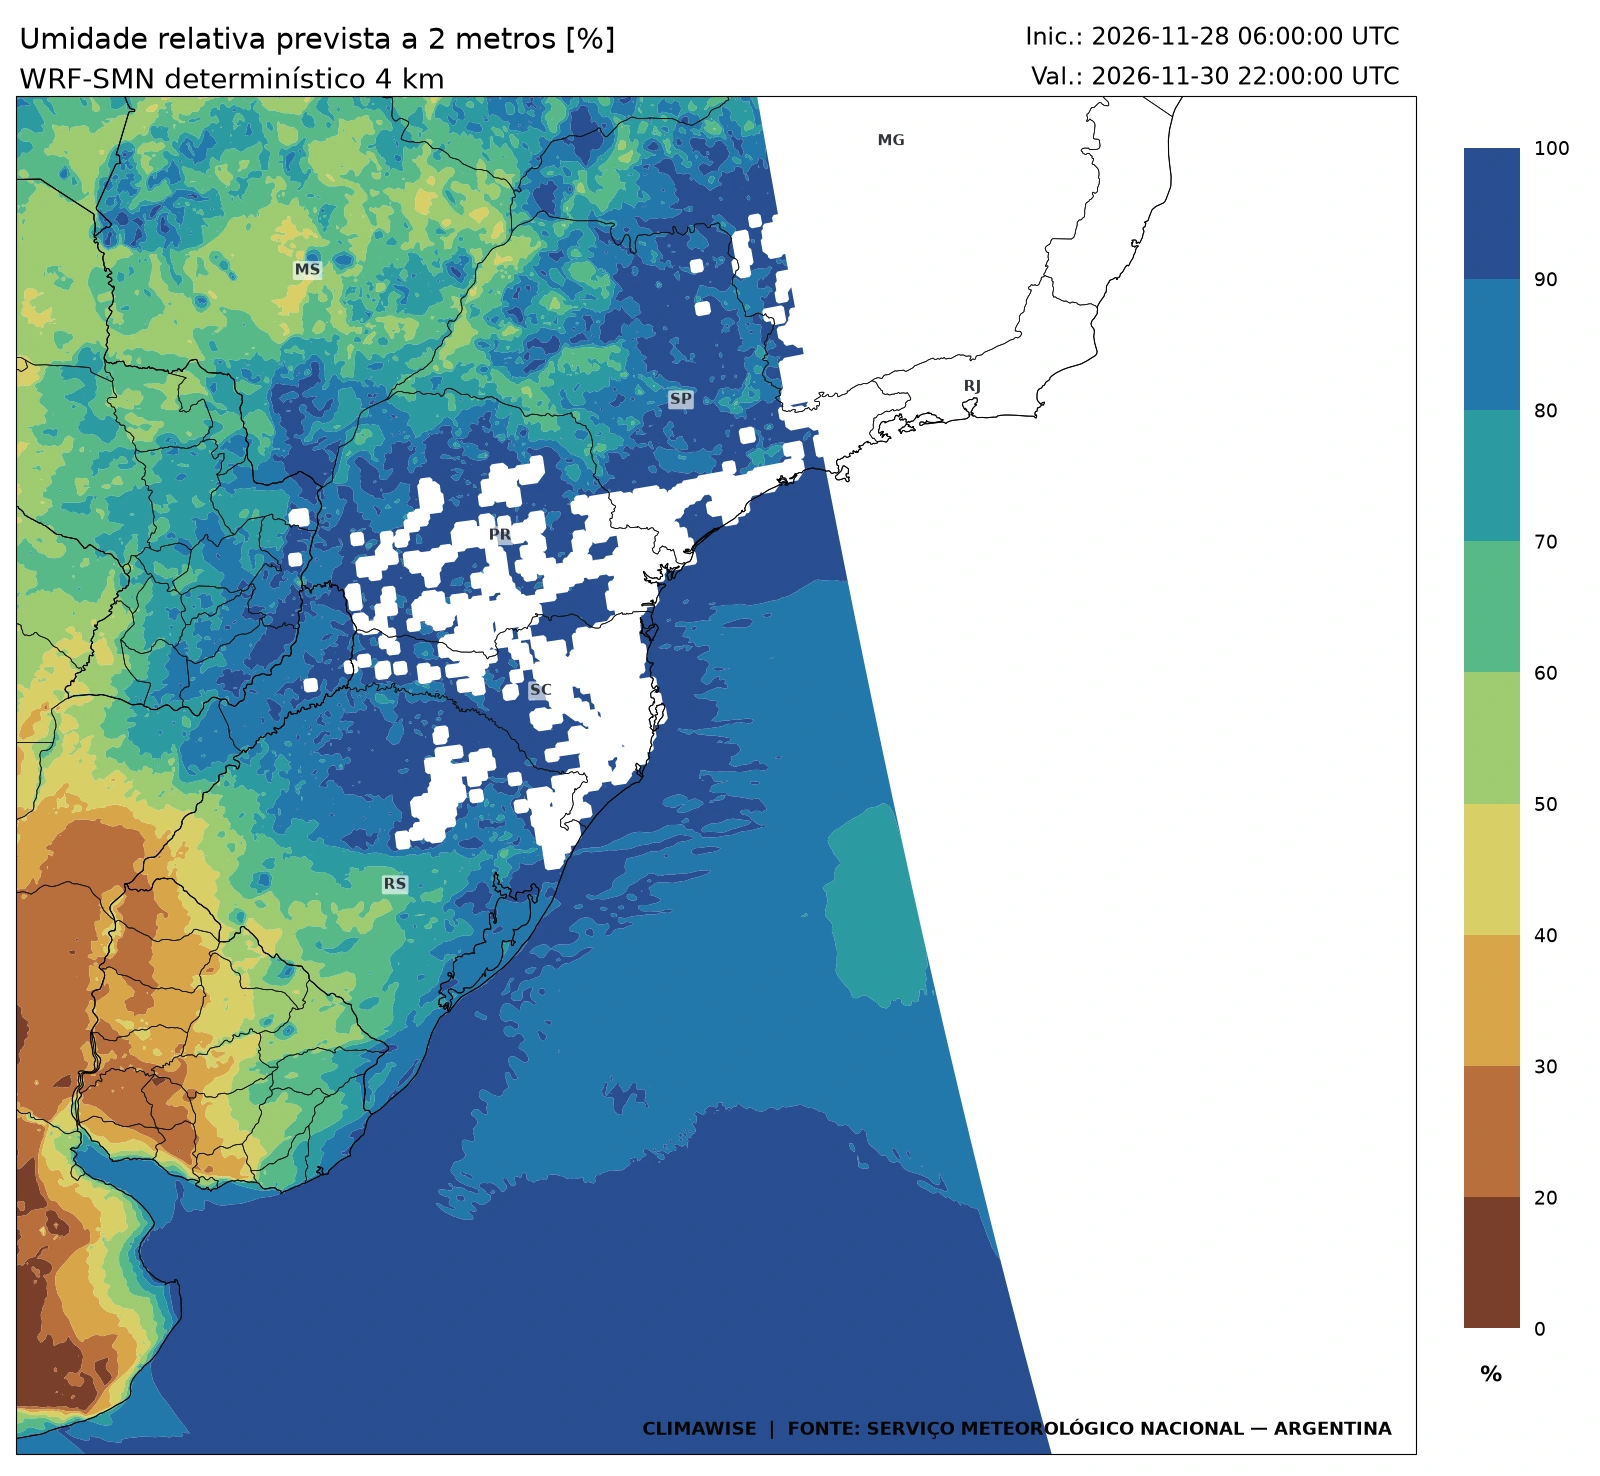 Umidade relativa prevista a 2 metros [%]
WRF-SMN determinístico 4 km
Inic.: 2026-11-28 06:00:00 UTC
Val.: 2026-11-30 22:00:00 UTC
MG
MS
RJ
SP
PR
SC
RS
100
90
80
70
60
50
40
30
20
0
%
CLIMAWISE | FONTE: SERVIÇO METEOROLÓGICO NACIONAL — ARGENTINA